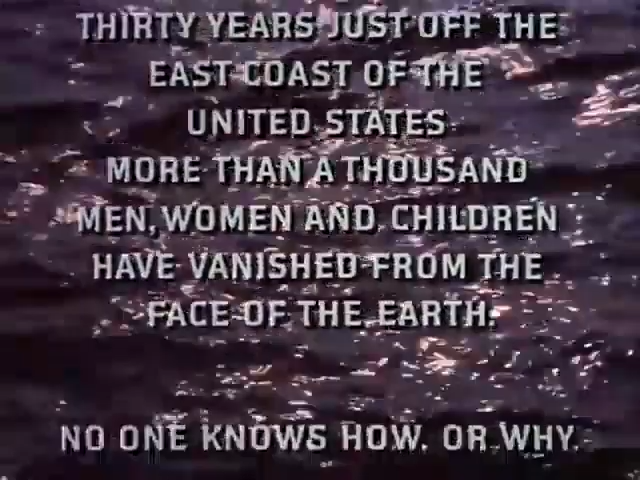 THIRTY YEARS JUST OFF THE
EAST COAST OF THE
UNITED STATES
MORE THAN A THOUSAND
MEN, WOMEN AND CHILDREN
HAVE VANISHED FROM THE
FACE OF THE EARTH.
NO ONE KNOWS HOW. OR WHY.